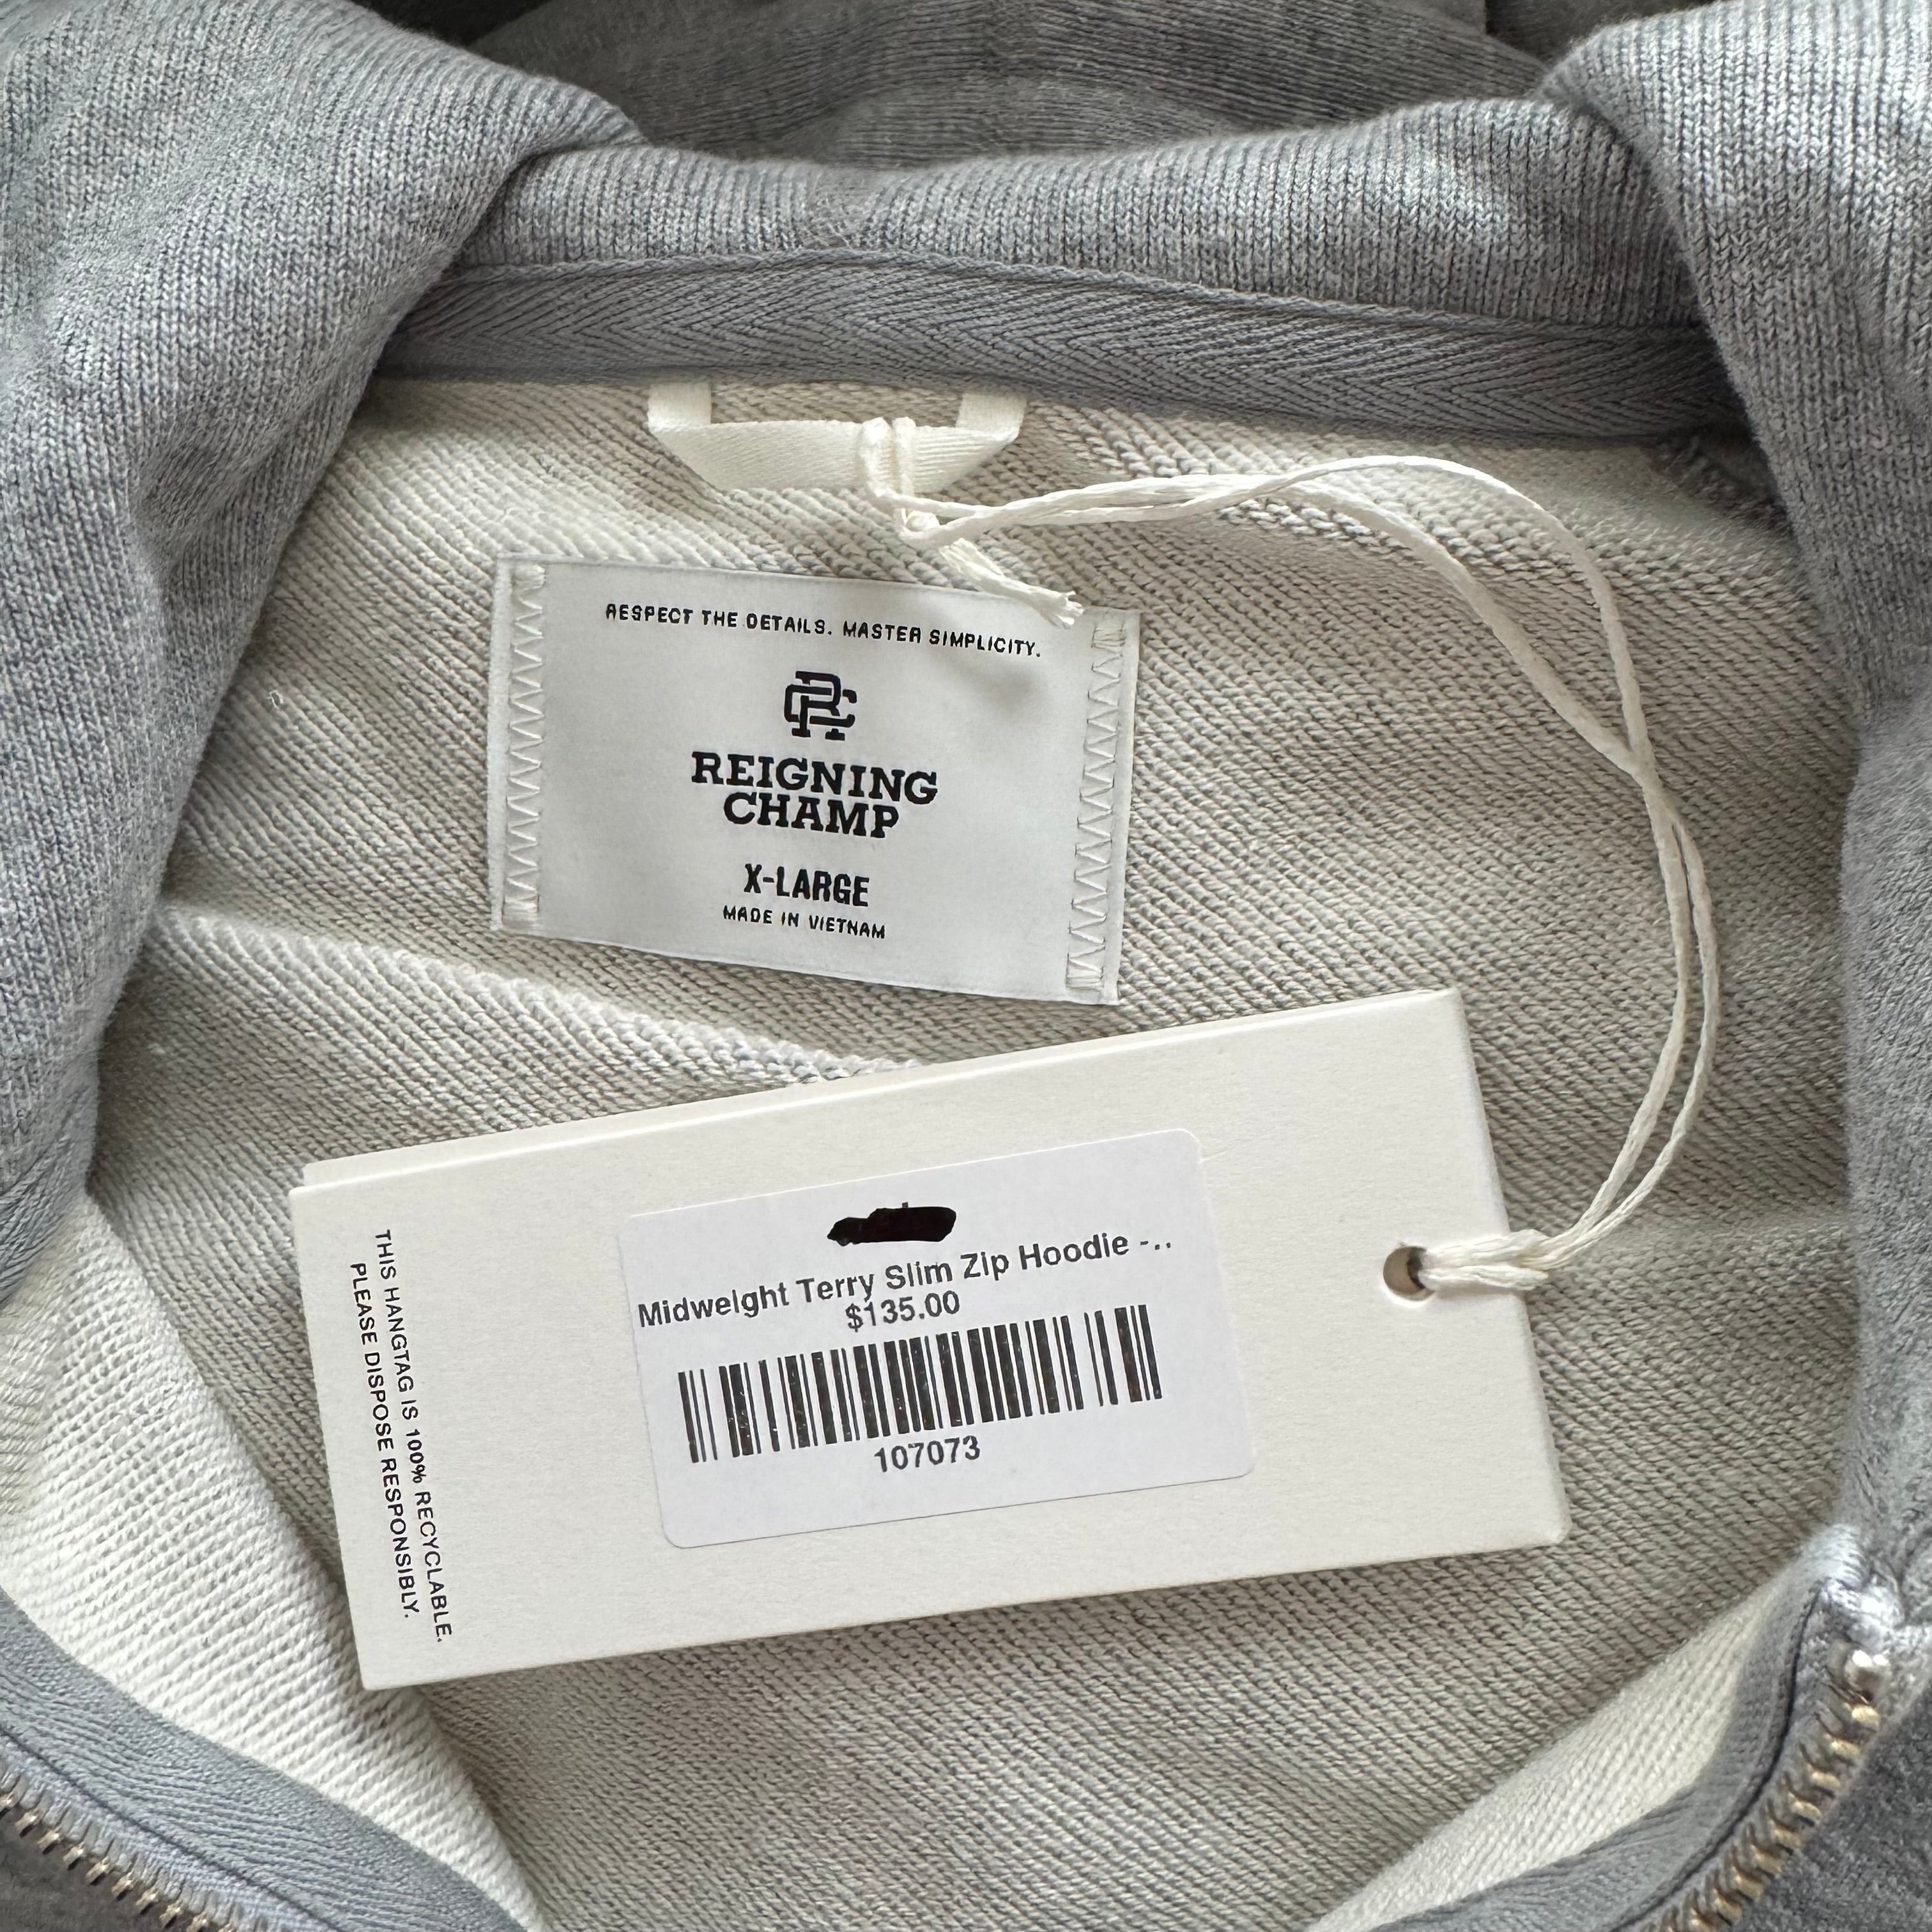 RESPECT THE DETAILS. MASTER SIMPLICITY.
RC
REIGNING
CHAMP
X-LARGE
MADE IN VIETNAM
Midweight Terry Slim Zip Hoodie -..
$135.00
107073
THIS HANGTAG IS 100% RECYCLABLE.
PLEASE DISPOSE RESPONSIBLY.